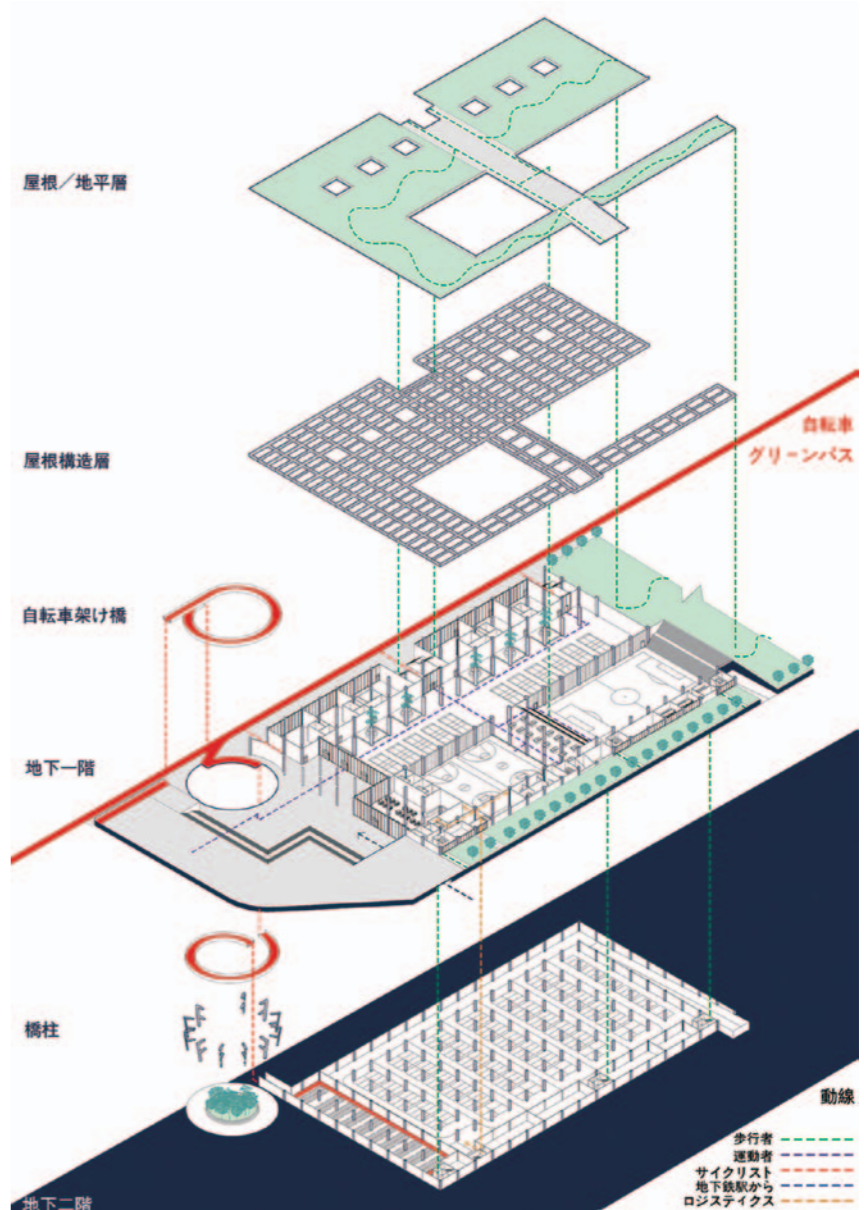 屋根／地平層
屋根構造層
自転車
グリーンパス
自転車架け橋
地下一階
橋柱
動線
歩行者
運動者
サイクリスト
地下鉄駅から
ロジスティクス
地下二階